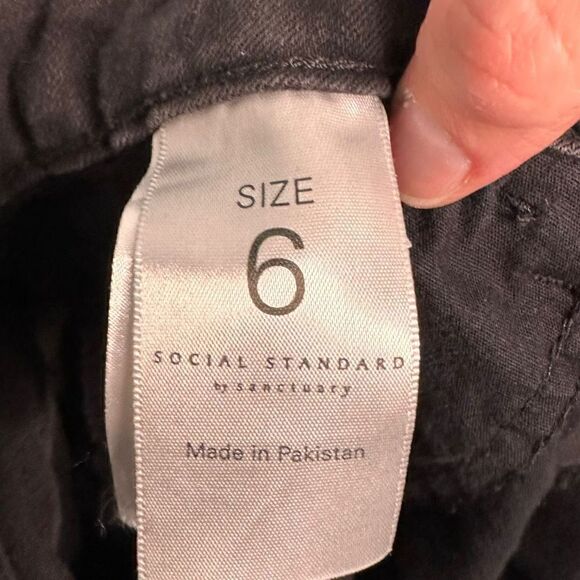 SIZE
6
SOCIAL STANDARD
by sanctuary
Made in Pakistan